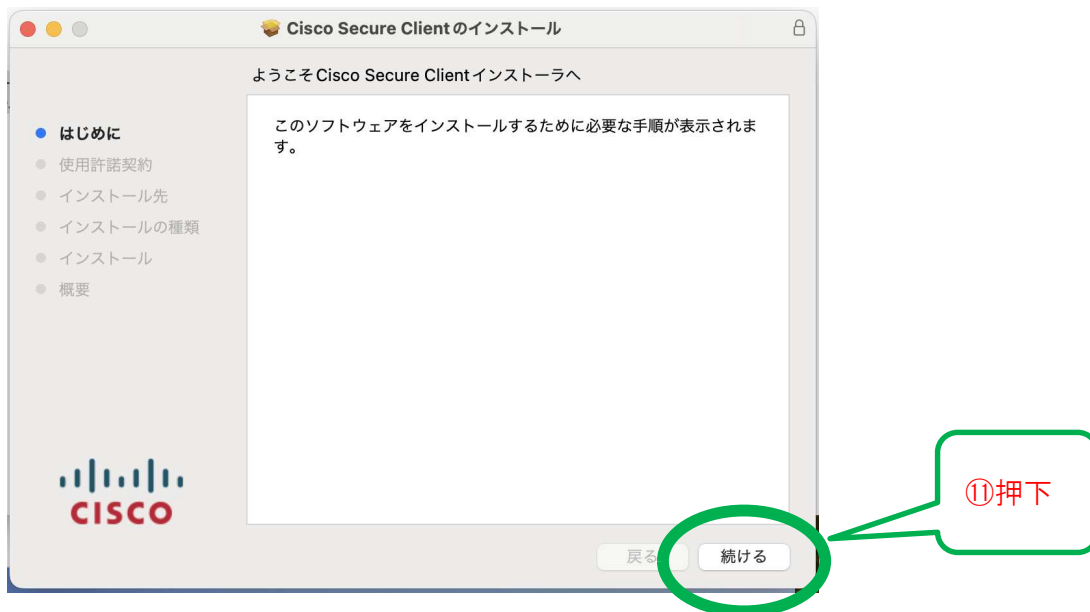 Cisco Secure Clientのインストール
ようこそCisco Secure Clientインストーラへ
はじめに
使用許諾契約
インストール先
インストールの種類
インストール
概要
このソフトウェアをインストールするために必要な手順が表示されま
す。
CISCO
戻る
続ける
⑪押下